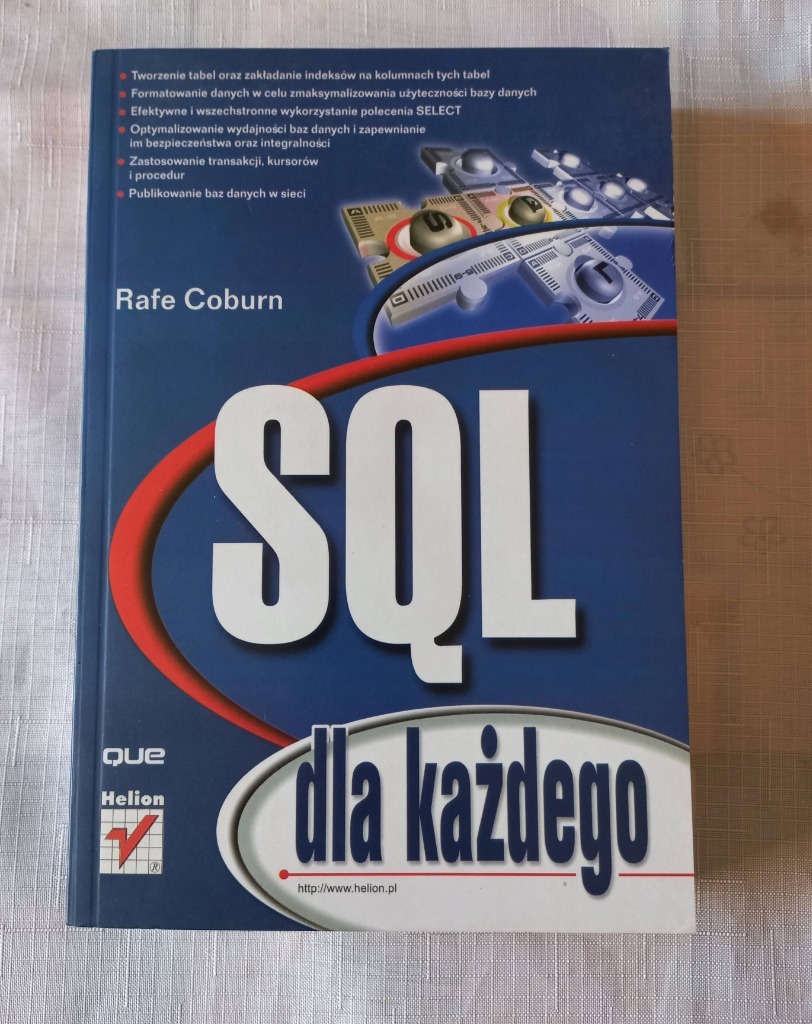 Tworzenie tabel oraz zakładanie indeksów na kolumnach tych tabel
Formatowanie danych w celu zmaksymalizowania użyteczności bazy danych
Efektywne i wszechstronne wykorzystanie polecenia SELECT
Optymalizowanie wydajności baz danych i zapewnianie
im bezpieczeństwa oraz integralności
Zastosowanie transakcji, kursorów
i procedur
Publikowanie baz danych w sieci
S
Q
L
Rafe Coburn
SQL
dla każdego
que
Helion
®
http://www.helion.pl